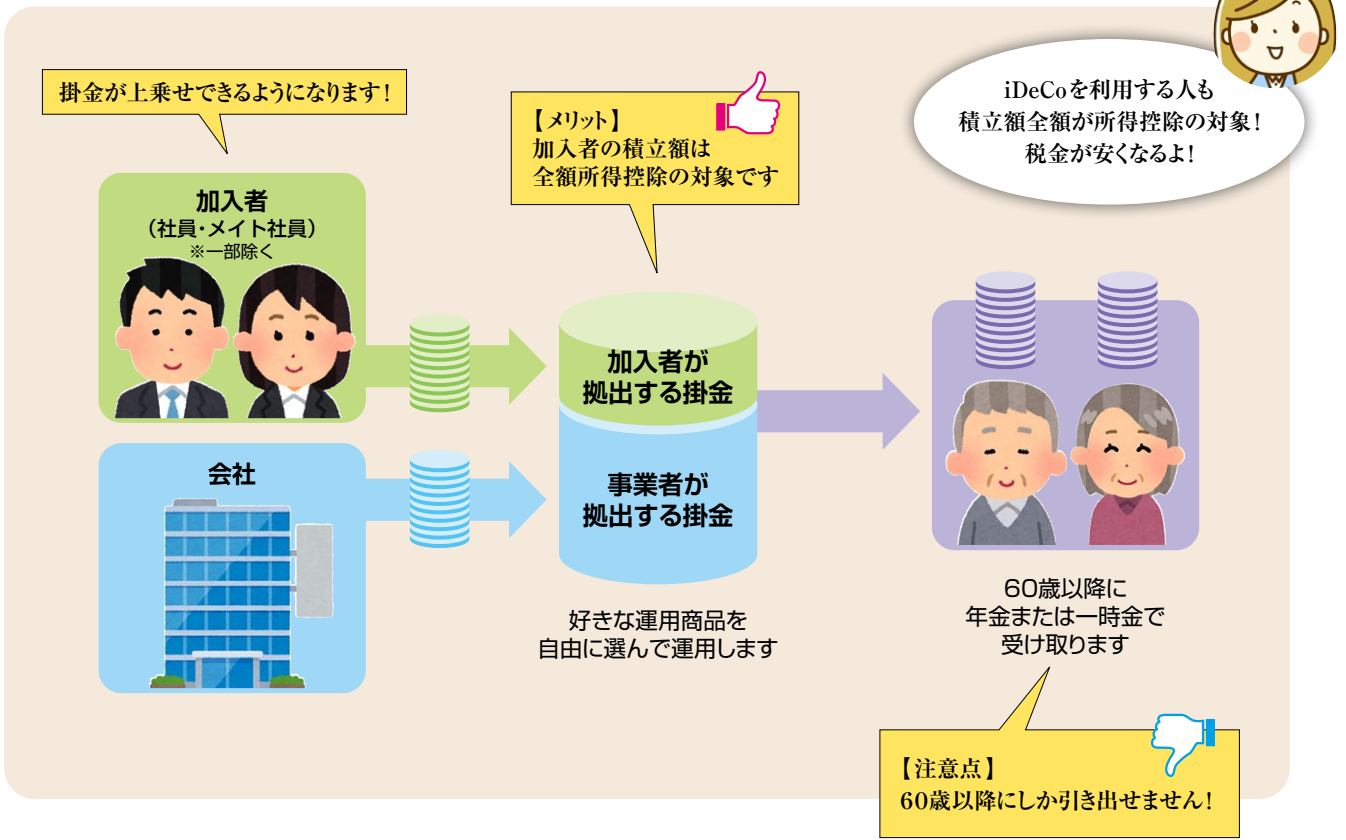 掛金が上乗せできるようになります！
【メリット】
加入者の積立額は
全額所得控除の対象です
iDeCoを利用する人も
積立額全額が所得控除の対象！
税金が安くなるよ！
加入者
（社員・メイト社員）
※一部除く
会社
加入者が
拠出する掛金
事業者が
拠出する掛金
好きな運用商品を
自由に選んで運用します
60歳以降に
年金または一時金で
受け取ります
【注意点】
60歳以降にしか引き出せません！